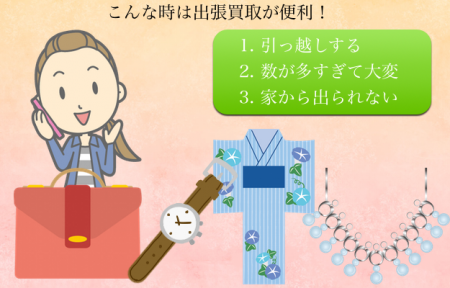 こんな時は出張買取が便利！
1. 引っ越しする
2. 数が多すぎて大変
3. 家から出られない